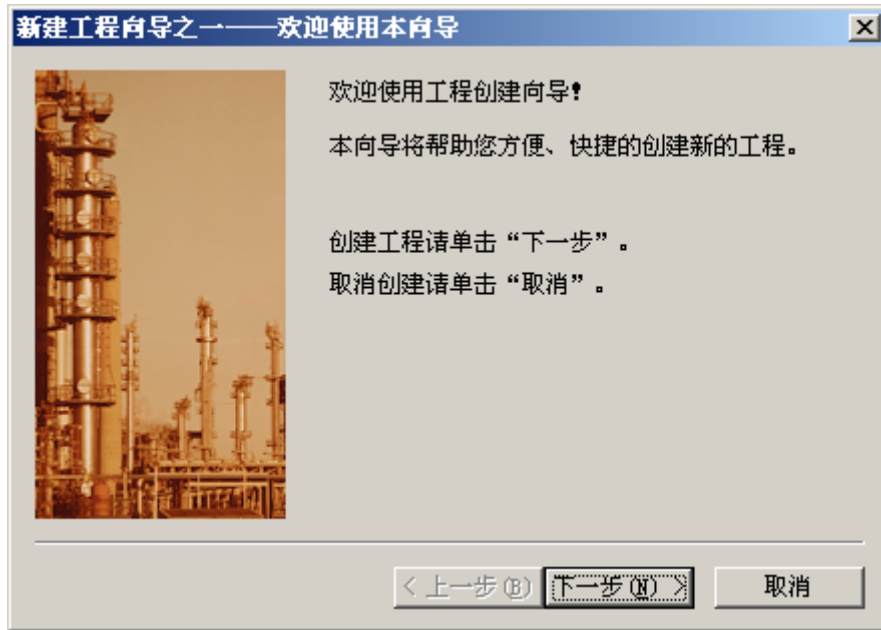 新建工程向导之一——欢迎使用本向导
欢迎使用工程创建向导!
本向导将帮助您方便、快捷的创建新的工程。
创建工程请单击“下一步”。
取消创建请单击“取消”。
< 上一步(B) 下一步(N) > 取消